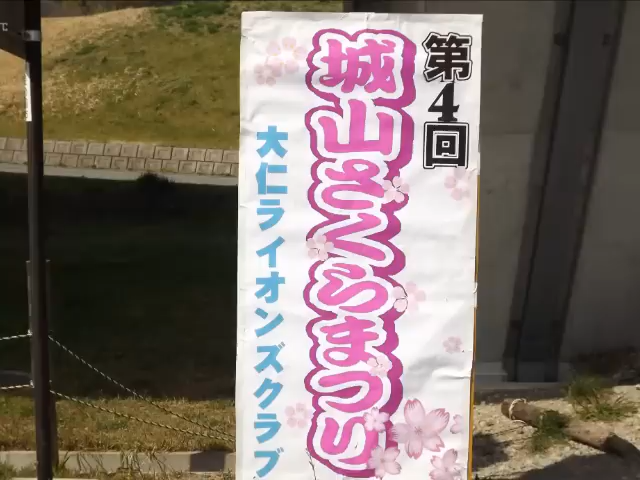 第4回
城山さくらまつり
大仁ライオンズクラブ